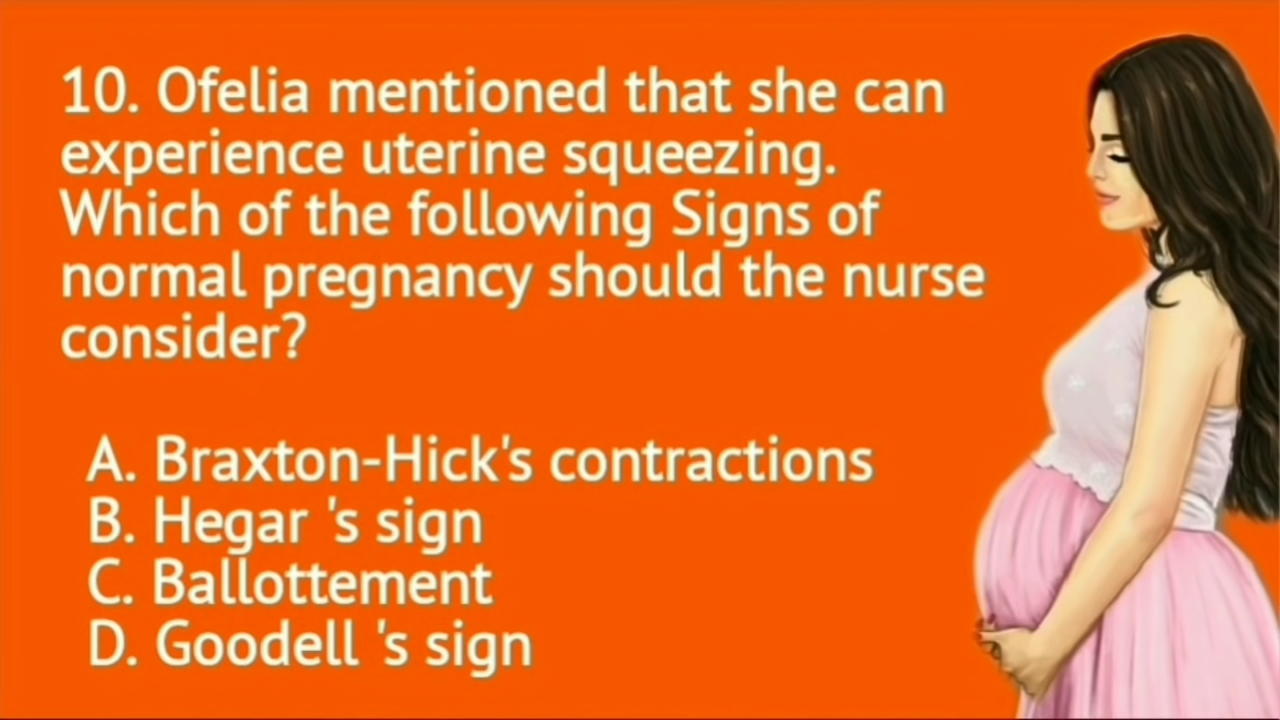 10. Ofelia mentioned that she can
experience uterine squeezing.
Which of the following Signs of
normal pregnancy should the nurse
consider?
A. Braxton-Hick's contractions
B. Hegar 's sign
C. Ballottement
D. Goodell 's sign